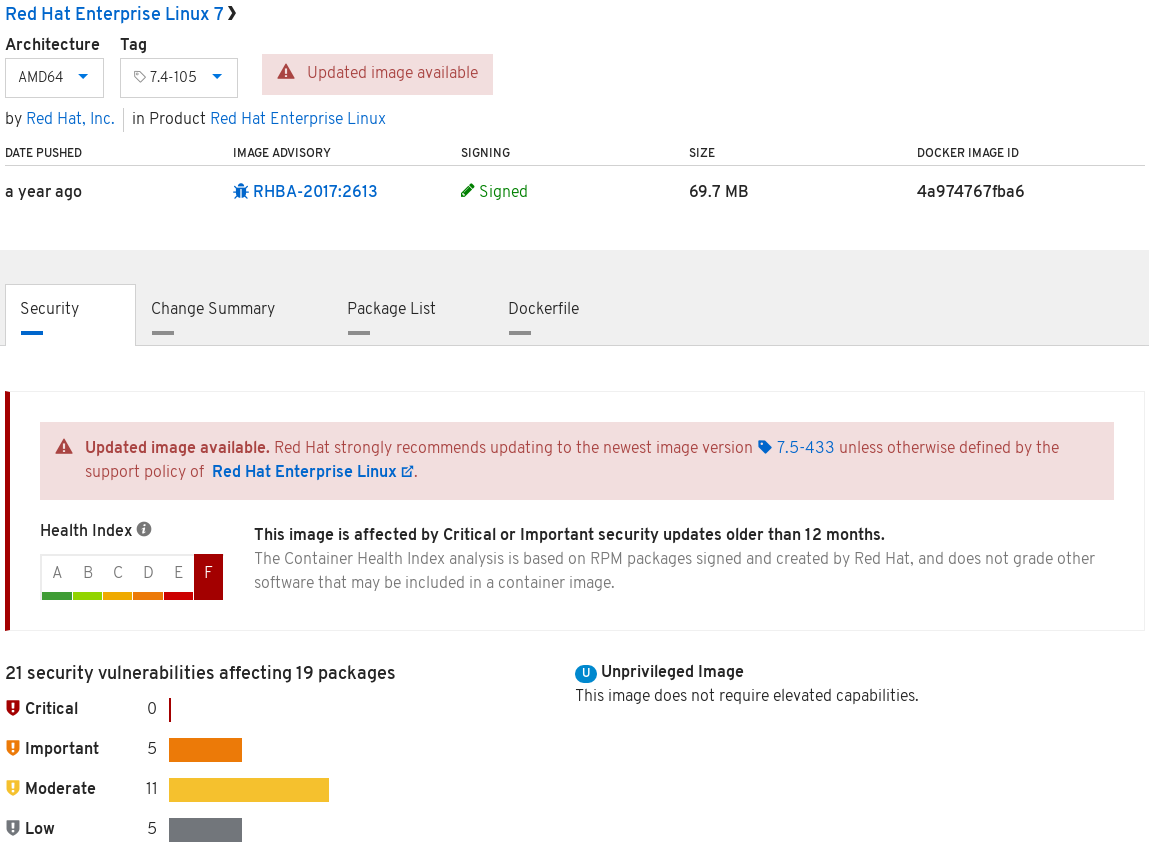 Red Hat Enterprise Linux 7 ❯
Architecture Tag
AMD64 7.4-105 Updated image available
by Red Hat, Inc. in Product Red Hat Enterprise Linux
DATE PUSHED IMAGE ADVISORY SIGNING SIZE DOCKER IMAGE ID
a year ago RHBA-2017:2613 Signed 69.7 MB 4a974767fba6
Security Change Summary Package List Dockerfile
Updated image available. Red Hat strongly recommends updating to the newest image version 7.5-433 unless otherwise defined by the
support policy of Red Hat Enterprise Linux.
Health Index
This image is affected by Critical or Important security updates older than 12 months.
The Container Health Index analysis is based on RPM packages signed and created by Red Hat, and does not grade other
software that may be included in a container image.
A B C D E F
21 security vulnerabilities affecting 19 packages
Critical 0
Important 5
Moderate 11
Low 5
U Unprivileged Image
This image does not require elevated capabilities.